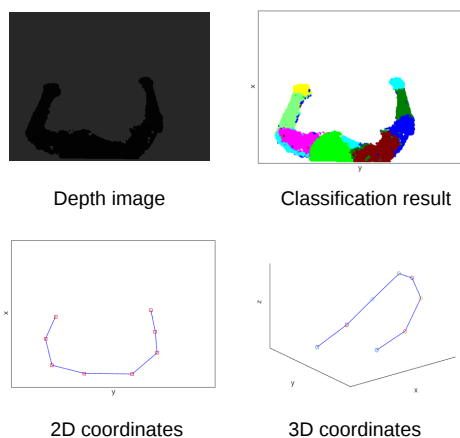 x
y
Depth image
Classification result
x
y
z
y
x
2D coordinates
3D coordinates